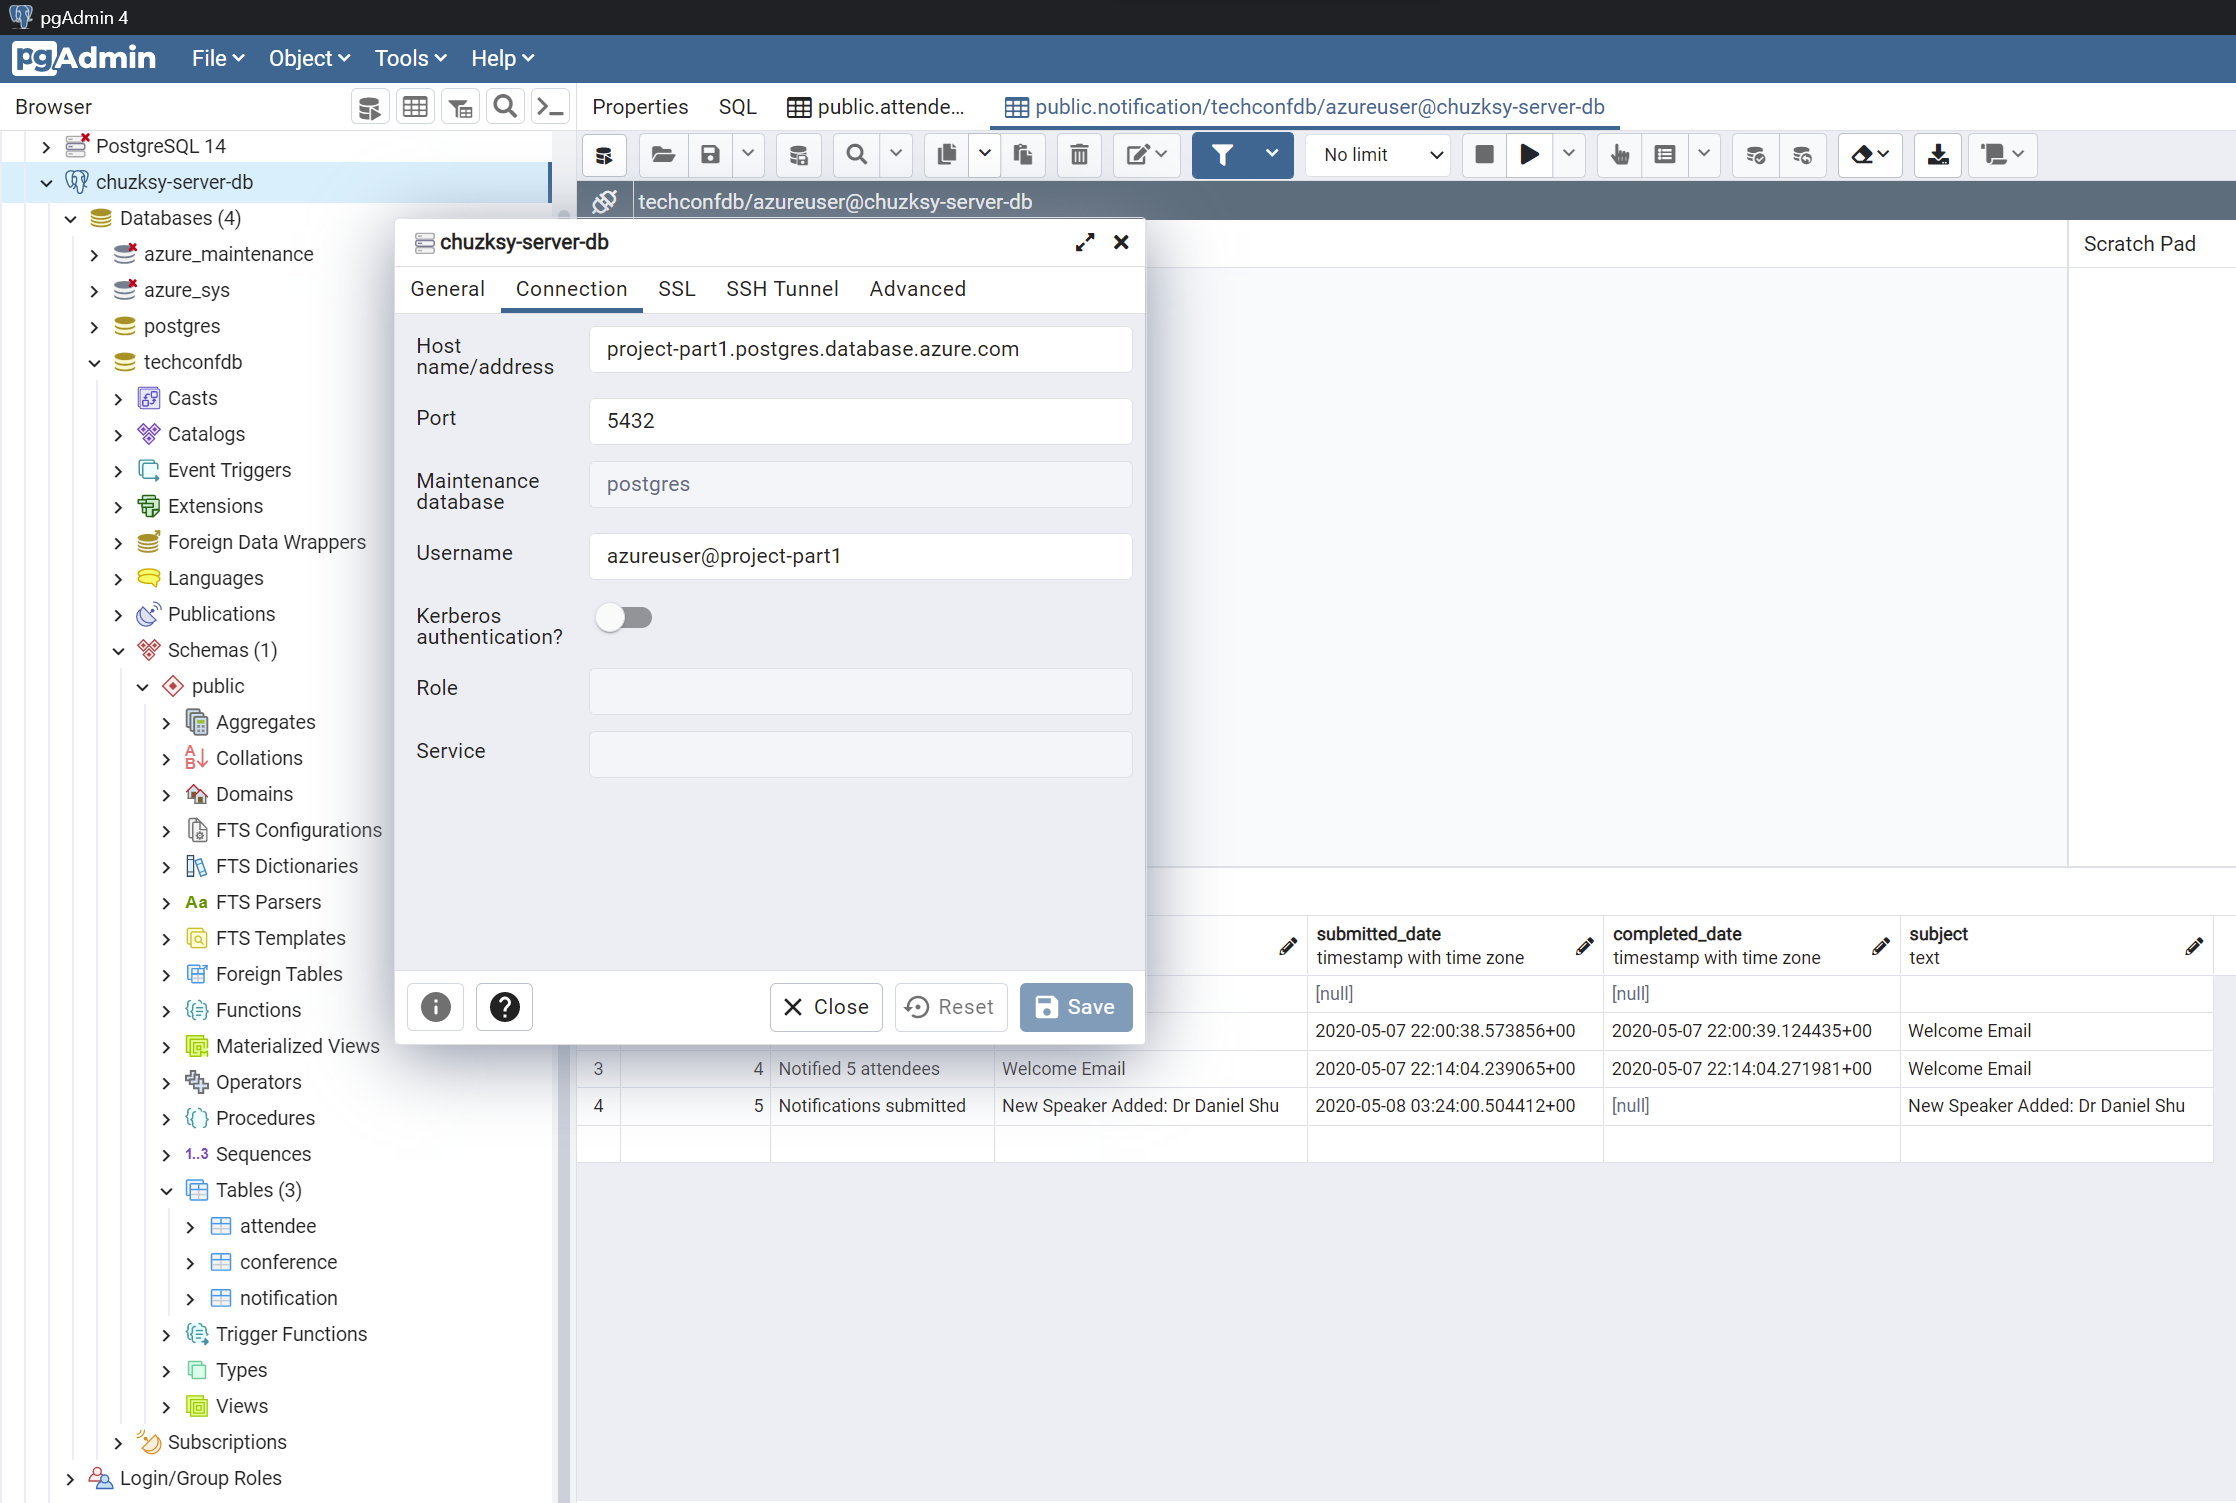 pgAdmin 4
pgAdmin File Object Tools Help
Browser
Properties SQL public.attende... public.notification/techconfdb/azureuser@chuzksy-server-db
No limit
techconfdb/azureuser@chuzksy-server-db
Scratch Pad
PostgreSQL 14
chuzksy-server-db
Databases (4)
azure_maintenance
azure_sys
postgres
techconfdb
Casts
Catalogs
Event Triggers
Extensions
Foreign Data Wrappers
Languages
Publications
Schemas (1)
public
Aggregates
Collations
Domains
FTS Configurations
FTS Dictionaries
Aa FTS Parsers
FTS Templates
Foreign Tables
Functions
Materialized Views
Operators
Procedures
1..3 Sequences
Tables (3)
attendee
conference
notification
Trigger Functions
Types
Views
Subscriptions
Login/Group Roles
chuzksy-server-db
General Connection SSL SSH Tunnel Advanced
Host
name/address
project-part1.postgres.database.azure.com
Port
5432
Maintenance
database
postgres
Username
azureuser@project-part1
Kerberos
authentication?
Role
Service
Close Reset Save
submitted_date
timestamp with time zone
completed_date
timestamp with time zone
subject
text
[null] [null]
2020-05-07 22:00:38.573856+00 2020-05-07 22:00:39.124435+00 Welcome Email
3 4 Notified 5 attendees Welcome Email 2020-05-07 22:14:04.239065+00 2020-05-07 22:14:04.271981+00 Welcome Email
4 5 Notifications submitted New Speaker Added: Dr Daniel Shu 2020-05-08 03:24:00.504412+00 [null] New Speaker Added: Dr Daniel Shu